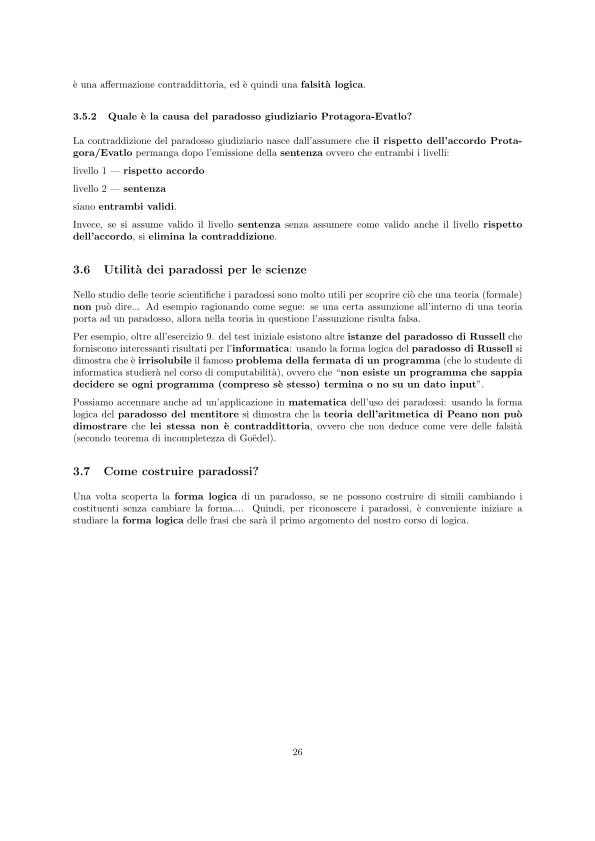 è una affermazione contraddittoria, ed è quindi una falsità logica.
3.5.2 Quale è la causa del paradosso giudiziario Protagora-Evatlo?
La contraddizione del paradosso giudiziario nasce dall'assumere che il rispetto dell'accordo Prota-
gora/Evatlo permanga dopo l'emissione della sentenza ovvero che entrambi i livelli:
livello 1 — rispetto accordo
livello 2 — sentenza
siano entrambi validi.
Invece, se si assume valido il livello sentenza senza assumere come valido anche il livello rispetto
dell'accordo, si elimina la contraddizione.
3.6 Utilità dei paradossi per le scienze
Nello studio delle teorie scientifiche i paradossi sono molto utili per scoprire ciò che una teoria (formale)
non può dire... Ad esempio ragionando come segue: se una certa assunzione all'interno di una teoria
porta ad un paradosso, allora nella teoria in questione l'assunzione risulta falsa.
Per esempio, oltre all'esercizio 9. del test iniziale esistono altre istanze del paradosso di Russell che
forniscono interessanti risultati per l'informatica: usando la forma logica del paradosso di Russell si
dimostra che è irrisolubile il famoso problema della fermata di un programma (che lo studente di
informatica studierà nel corso di computabilità), ovvero che "non esiste un programma che sappia
decidere se ogni programma (compreso sè stesso) termina o no su un dato input".
Possiamo accennare anche ad un'applicazione in matematica dell'uso dei paradossi: usando la forma
logica del paradosso del mentitore si dimostra che la teoria dell'aritmetica di Peano non può
dimostrare che lei stessa non è contraddittoria, ovvero che non deduce come vere delle falsità
(secondo teorema di incompletezza di Goëdel).
3.7 Come costruire paradossi?
Una volta scoperta la forma logica di un paradosso, se ne possono costruire di simili cambiando i
costituenti senza cambiare la forma.... Quindi, per riconoscere i paradossi, è conveniente iniziare a
studiare la forma logica delle frasi che sarà il primo argomento del nostro corso di logica.
26